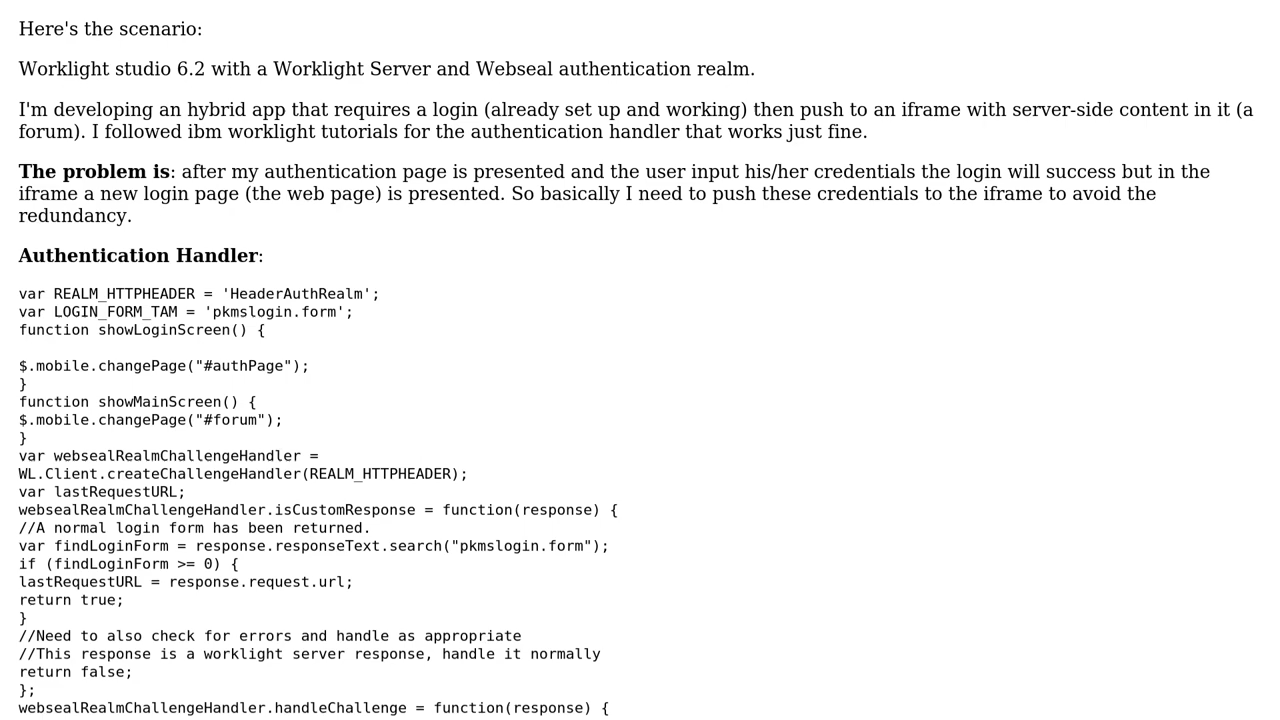 Here's the scenario:
Worklight studio 6.2 with a Worklight Server and Webseal authentication realm.
I'm developing an hybrid app that requires a login (already set up and working) then push to an iframe with server-side content in it (a
forum). I followed ibm worklight tutorials for the authentication handler that works just fine.
The problem is: after my authentication page is presented and the user input his/her credentials the login will success but in the
iframe a new login page (the web page) is presented. So basically I need to push these credentials to the iframe to avoid the
redundancy.
Authentication Handler:
var REALM_HTTPHEADER = 'HeaderAuthRealm';
var LOGIN_FORM_TAM = 'pkmslogin.form';
function showLoginScreen() {
$.mobile.changePage("#authPage");
}
function showMainScreen() {
$.mobile.changePage("#forum");
}
var websealRealmChallengeHandler =
WL.Client.createChallengeHandler(REALM_HTTPHEADER);
var lastRequestURL;
websealRealmChallengeHandler.isCustomResponse = function(response) {
//A normal login form has been returned.
var findLoginForm = response.responseText.search("pkmslogin.form");
if (findLoginForm >= 0) {
lastRequestURL = response.request.url;
return true;
}
//Need to also check for errors and handle as appropriate
//This response is a worklight server response, handle it normally
return false;
};
websealRealmChallengeHandler.handleChallenge = function(response) {